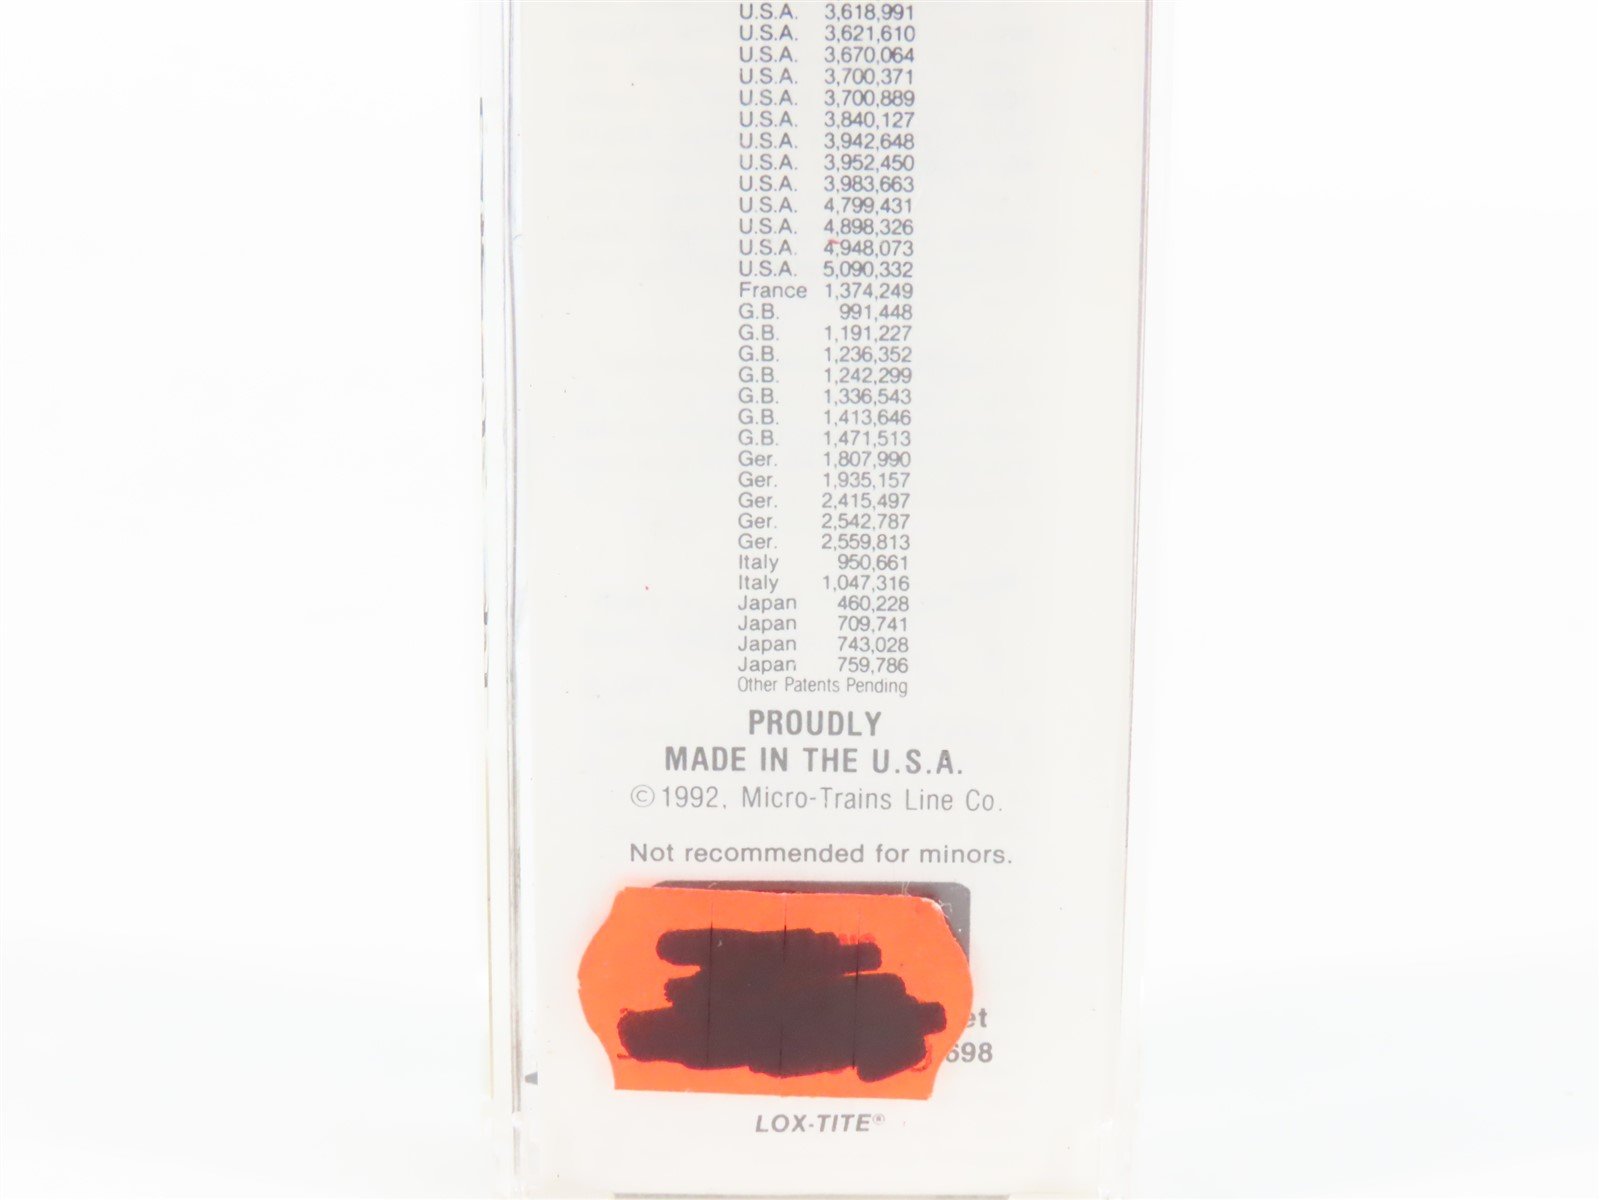 U.S.A. 3,618,991
U.S.A. 3,621,610
U.S.A. 3,670,064
U.S.A. 3,700,371
U.S.A. 3,700,889
U.S.A. 3,840,127
U.S.A. 3,942,648
U.S.A. 3,952,450
U.S.A. 3,983,663
U.S.A. 4,799,431
U.S.A. 4,898,326
U.S.A. 4,948,073
U.S.A. 5,090,332
France 1,374,249
G.B. 991,448
G.B. 1,191,227
G.B. 1,236,352
G.B. 1,242,299
G.B. 1,336,543
G.B. 1,413,646
G.B. 1,471,513
Ger. 1,807,990
Ger. 1,935,157
Ger. 2,415,497
Ger. 2,542,787
Ger. 2,559,813
Italy 950,661
Italy 1,047,316
Japan 460,228
Japan 709,741
Japan 743,028
Japan 759,786
Other Patents Pending
PROUDLY
MADE IN THE U.S.A.
© 1992, Micro-Trains Line Co.
Not recommended for minors.
et
698
LOX-TITE®